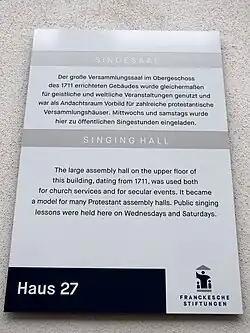 SINGESAAL
Der große Versammlungssaal im Obergeschoss
des 1711 errichteten Gebäudes wurde gleichermaßen
für geistliche und weltliche Veranstaltungen genutzt und
war als Andachtsraum Vorbild für zahlreiche protestantische
Versammlungshäuser. Mittwochs und samstags wurde
hier zu öffentlichen Singestunden eingeladen.
SINGING HALL
The large assembly hall on the upper floor of
this building, dating from 1711, was used both
for church services and for secular events. It became
a model for many Protestant assembly halls. Public singing
lessons were held here on Wednesdays and Saturdays.
Haus 27
FRANCKESCHE
STIFTUNGEN